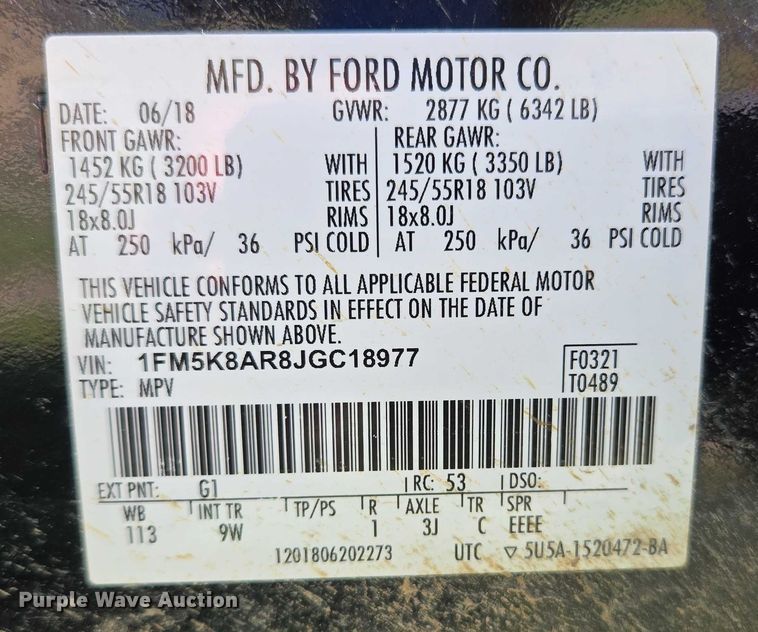 MFD. BY FORD MOTOR CO.
DATE: 06/18 GVWR: 2877 KG ( 6342 LB)
FRONT GAWR: REAR GAWR:
1452 KG ( 3200 LB) WITH 1520 KG ( 3350 LB) WITH
245/55R18 103V TIRES 245/55R18 103V TIRES
18x8.0J RIMS 18x8.0J RIMS
AT 250 kPa/ 36 PSI COLD AT 250 kPa/ 36 PSI COLD
THIS VEHICLE CONFORMS TO ALL APPLICABLE FEDERAL MOTOR
VEHICLE SAFETY STANDARDS IN EFFECT ON THE DATE OF
MANUFACTURE SHOWN ABOVE.
VIN: 1FM5K8AR8JGC18977 F0321
TYPE: MPV T0489
EXT PNT: G1 RC: 53 DSO:
WB INT TR TP/PS R AXLE TR SPR
113 9W 1 3J C EEEE
1201806202273 UTC ▽ 5U5A-1520472-BA
Purple Wave Auction